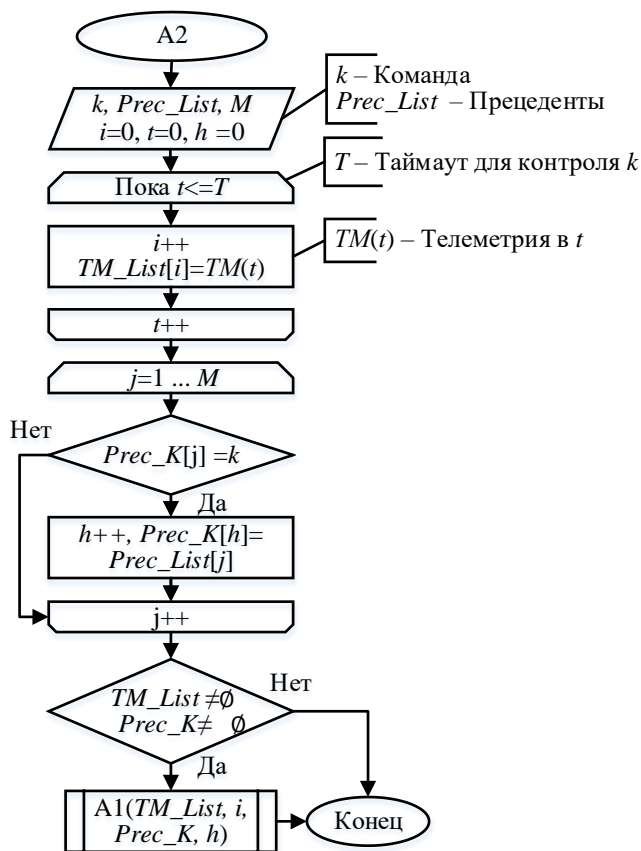 A2
k, Prec_List, M
i=0, t=0, h =0
k – Команда
Prec_List – Прецеденты
Пока t<=T
T – Таймаут для контроля k
i++
TM_List[i]=TM(t)
TM(t) – Телеметрия в t
t++
j=1 ... M
Нет
Prec_K[j] =k
Да
h++, Prec_K[h]=
Prec_List[j]
j++
TM_List ≠∅
Prec_K≠ ∅
Нет
Да
A1(TM_List, i,
Prec_K, h)
Конец